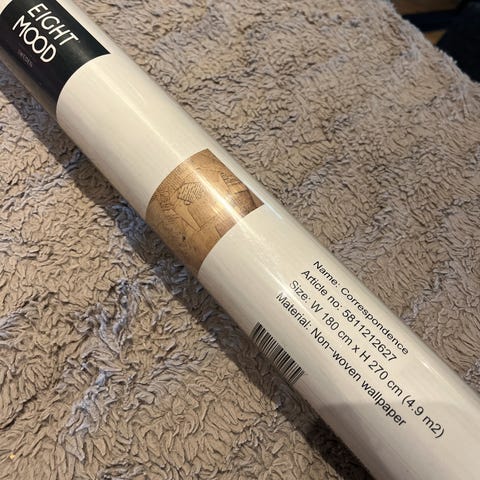 EIGHT
MOOD
SWEDEN
Name: Correspondence
Article no: 5811212627
Size: W 180 cm x H 270 cm (4.9 m2)
Material: Non-woven wallpaper